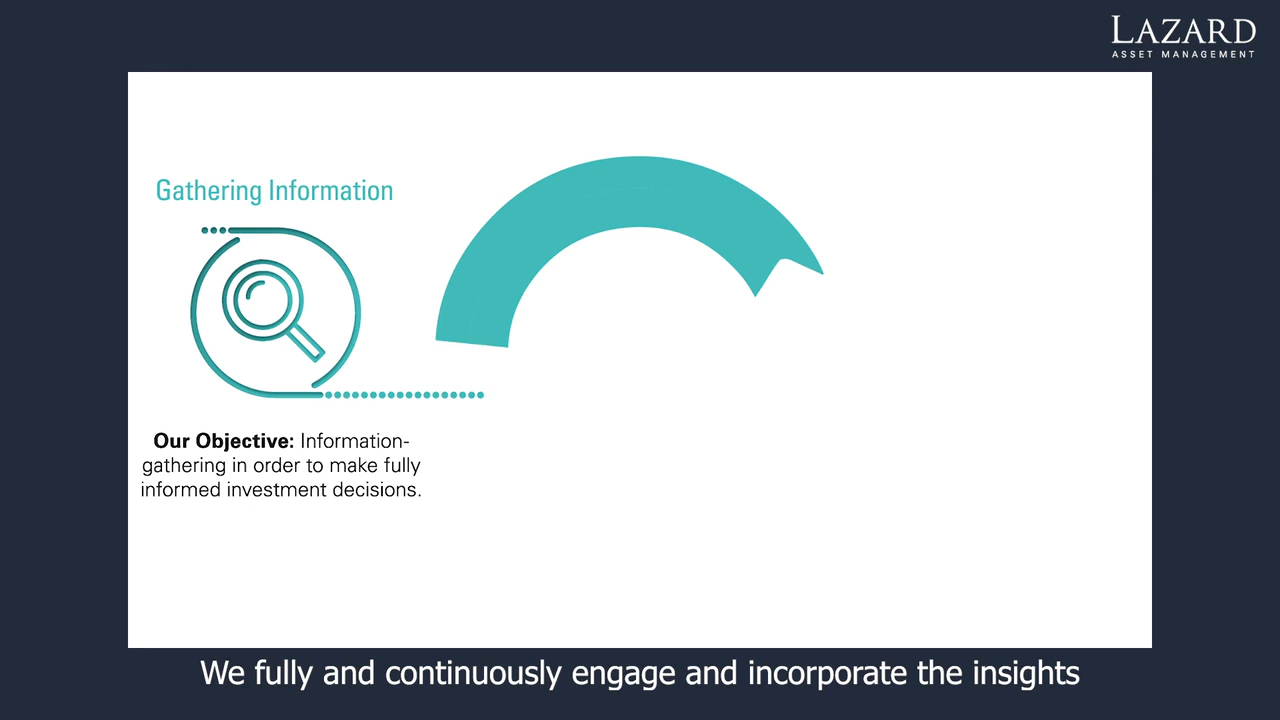 LAZARD
ASSET MANAGEMENT
Gathering Information
Our Objective: Information-
gathering in order to make fully
informed investment decisions.
We fully and continuously engage and incorporate the insights